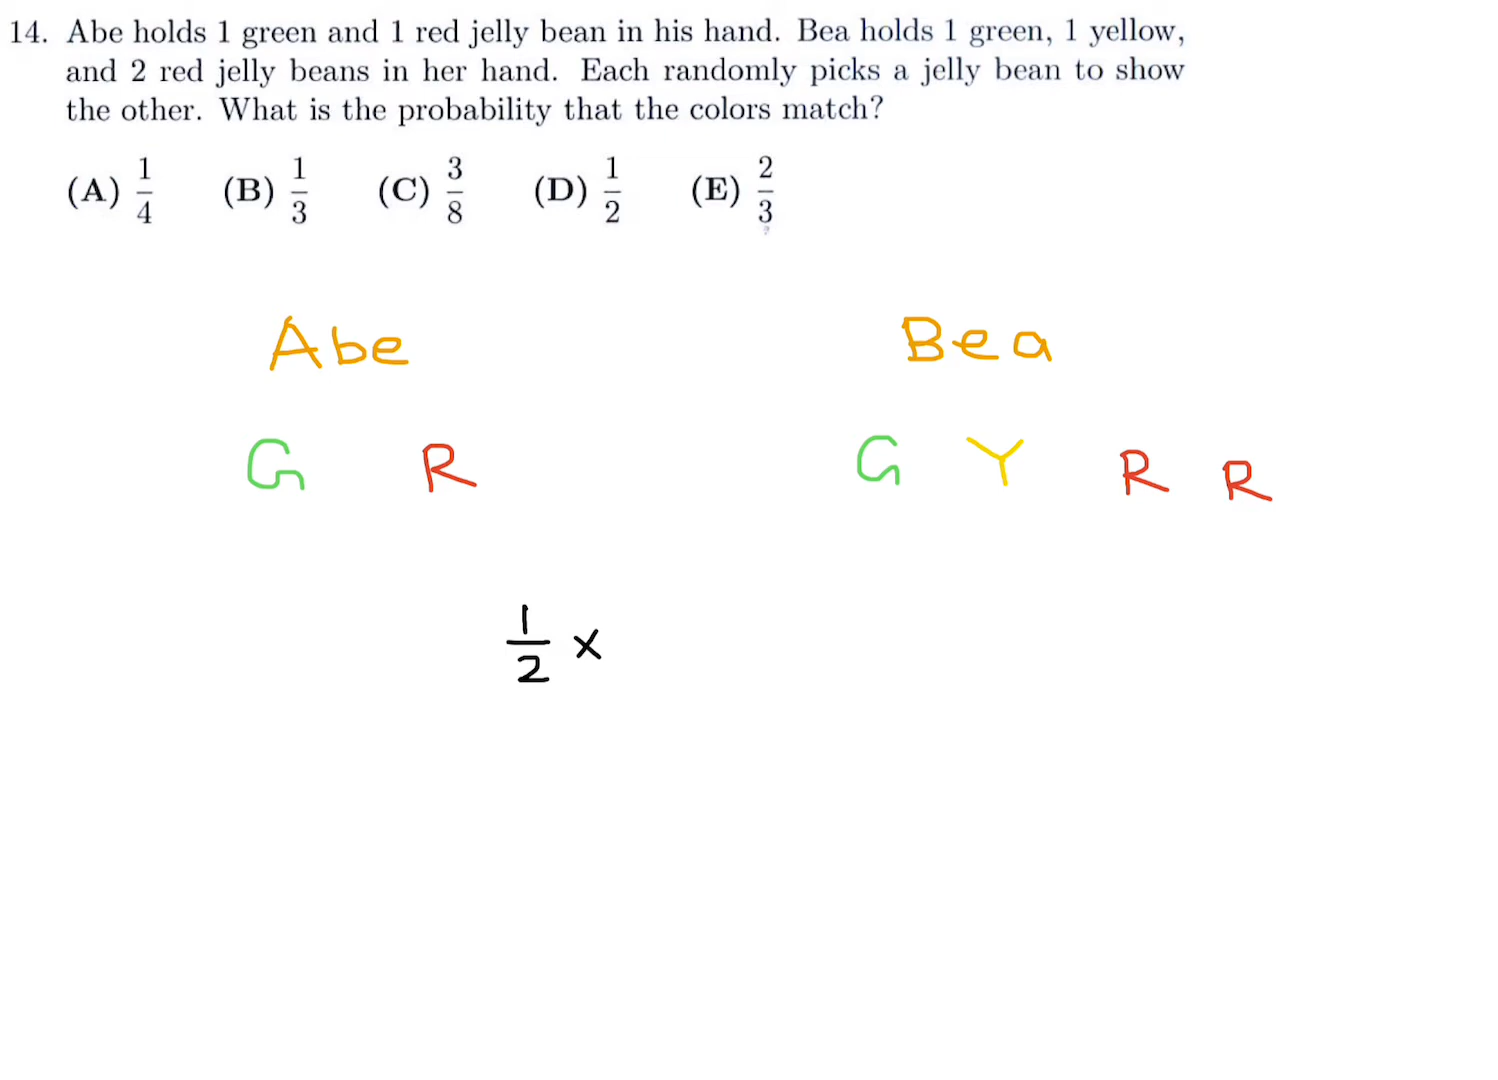 14. Abe holds 1 green and 1 red jelly bean in his hand. Bea holds 1 green, 1 yellow,
and 2 red jelly beans in her hand. Each randomly picks a jelly bean to show
the other. What is the probability that the colors match?
(A) 1/4 (B) 1/3 (C) 3/8 (D) 1/2 (E) 2/3
Abe Bea
G R G Y R R
1/2 ×